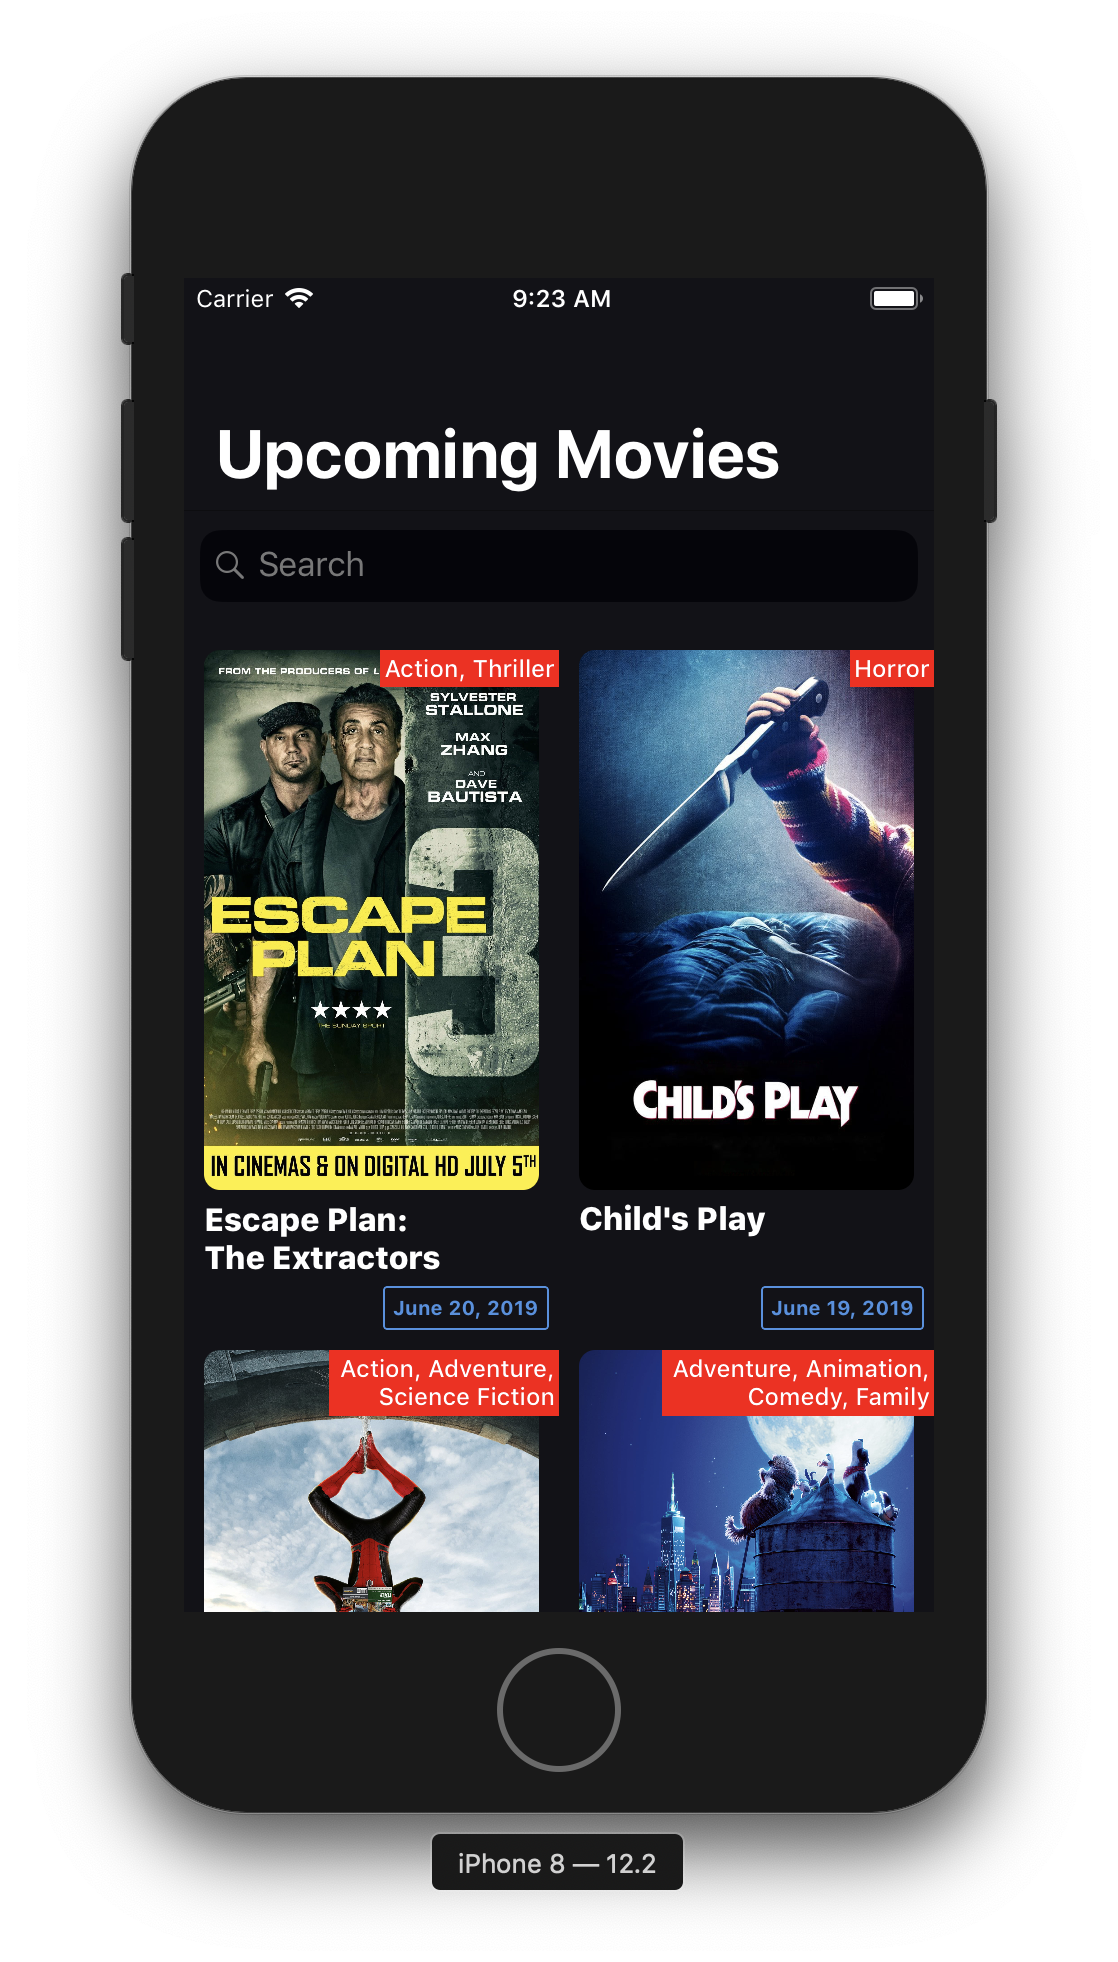 Carrier
9:23 AM
Upcoming Movies
Search
FROM THE PRODUCERS OF
Action, Thriller
SYLVESTER
STALLONE
MAX
ZHANG
AND
DAVE
BAUTISTA
3
ESCAPE
PLAN
THE SUNDAY SPORT
IN CINEMAS & ON DIGITAL HD JULY 5TH
Escape Plan:
The Extractors
June 20, 2019
Horror
CHILD'S PLAY
Child's Play
June 19, 2019
Action, Adventure,
Science Fiction
Adventure, Animation,
Comedy, Family
iPhone 8 — 12.2